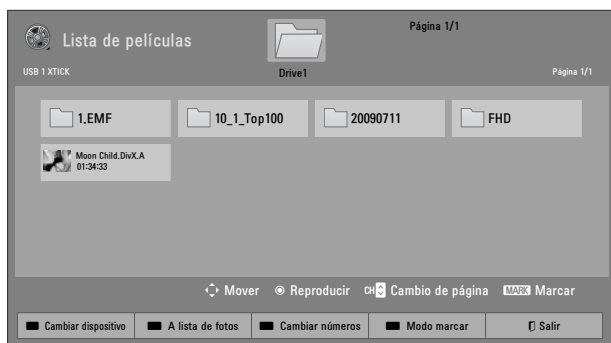 Lista de películas
Página 1/1
USB 1 XTICK
Drive1
Página 1/1
1.EMF
10_1_Top100
20090711
FHD
Moon Child.DivX.A
01:34:33
Mover
Reproducir
CH Cambio de página
MARK Marcar
Cambiar dispositivo
A lista de fotos
Cambiar números
Modo marcar
Salir